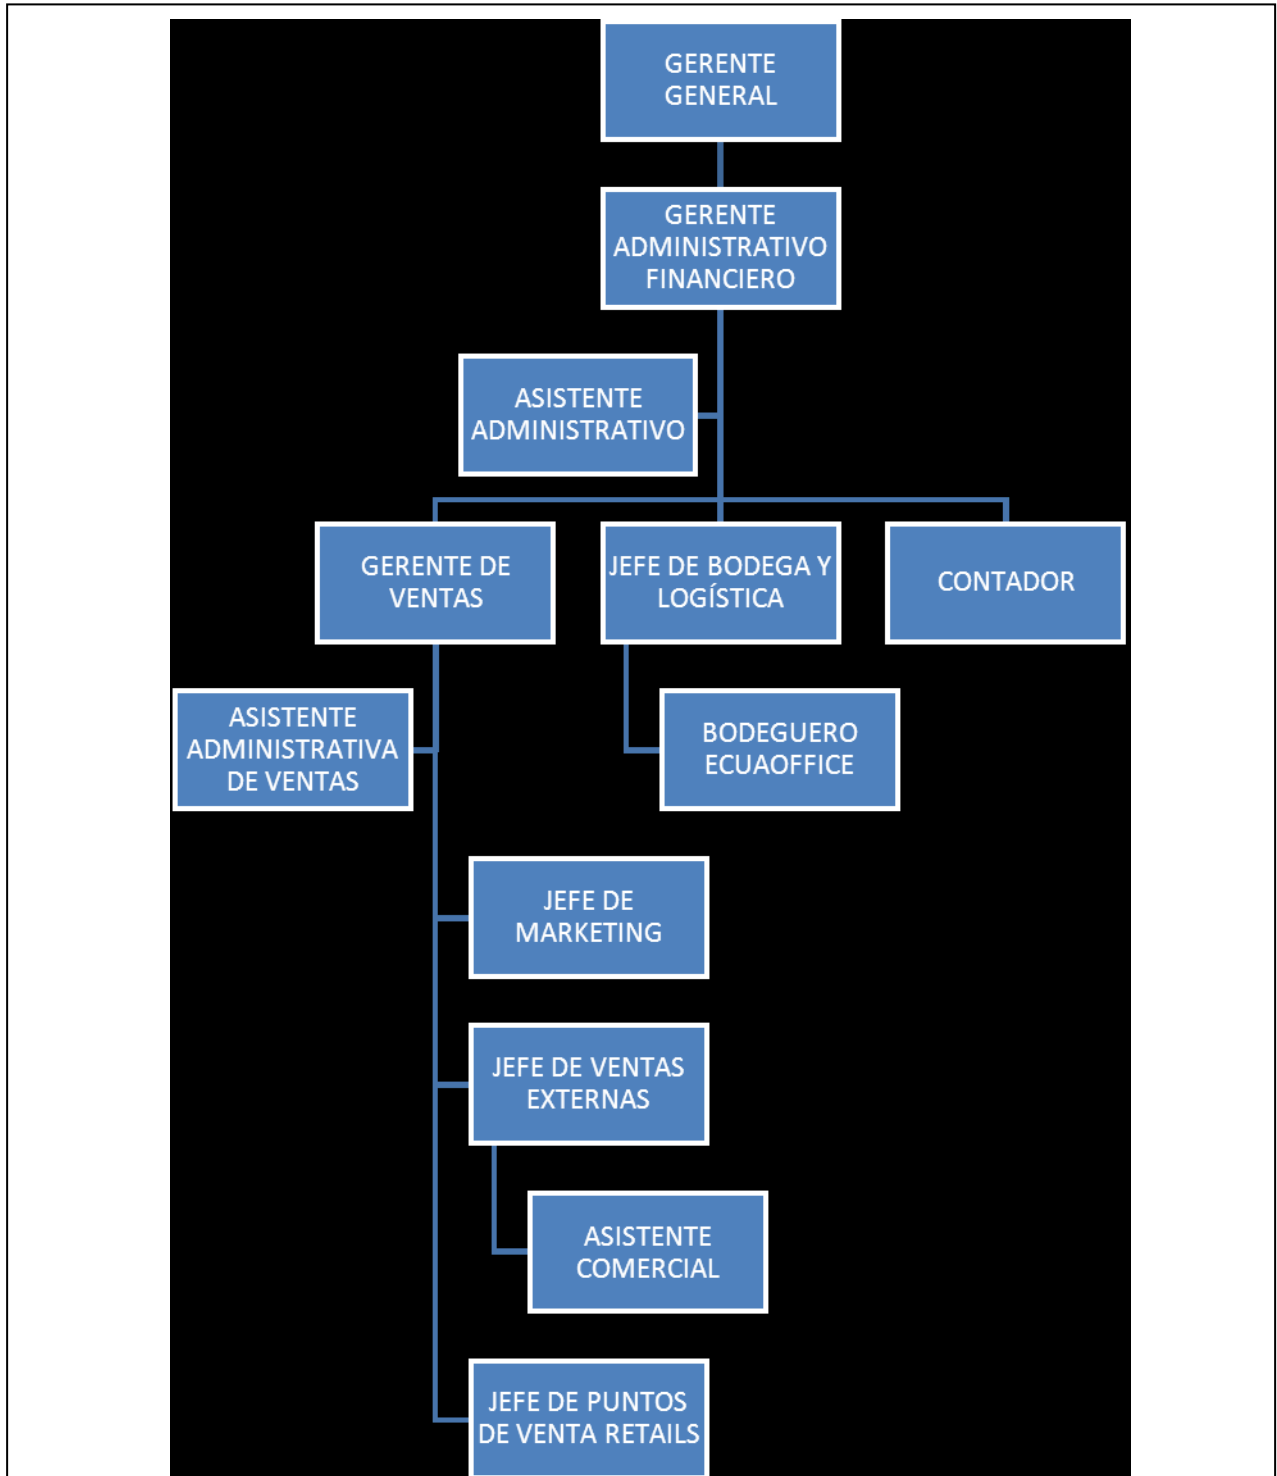 GERENTE
GENERAL
GERENTE
ADMINISTRATIVO
FINANCIERO
ASISTENTE
ADMINISTRATIVO
GERENTE DE
VENTAS
JEFE DE BODEGA Y
LOGÍSTICA
CONTADOR
ASISTENTE
ADMINISTRATIVA
DE VENTAS
BODEGUERO
ECUAOFFICE
JEFE DE
MARKETING
JEFE DE VENTAS
EXTERNAS
ASISTENTE
COMERCIAL
JEFE DE PUNTOS
DE VENTA RETAILS